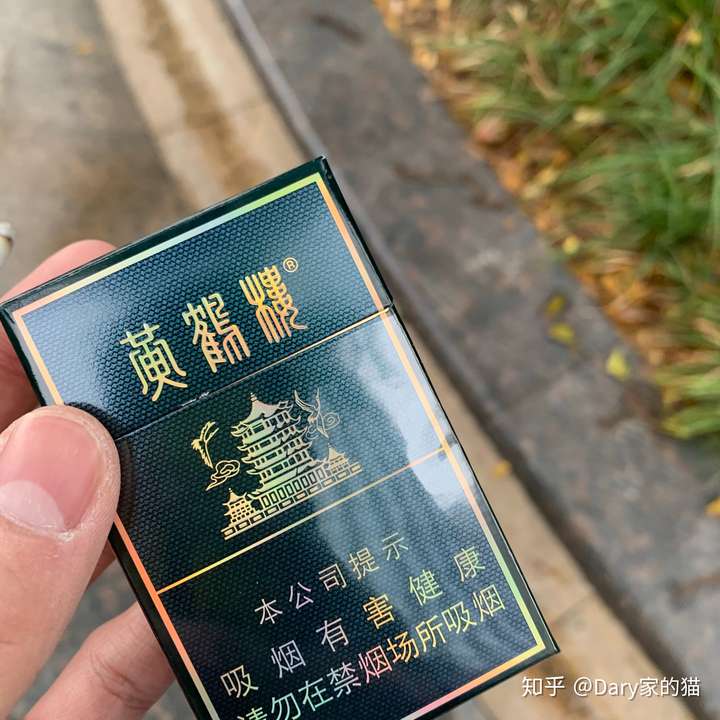 黄鹤楼®
本公司提示
吸烟有害健康
请勿在禁烟场所吸烟
知乎 @Dary家的猫